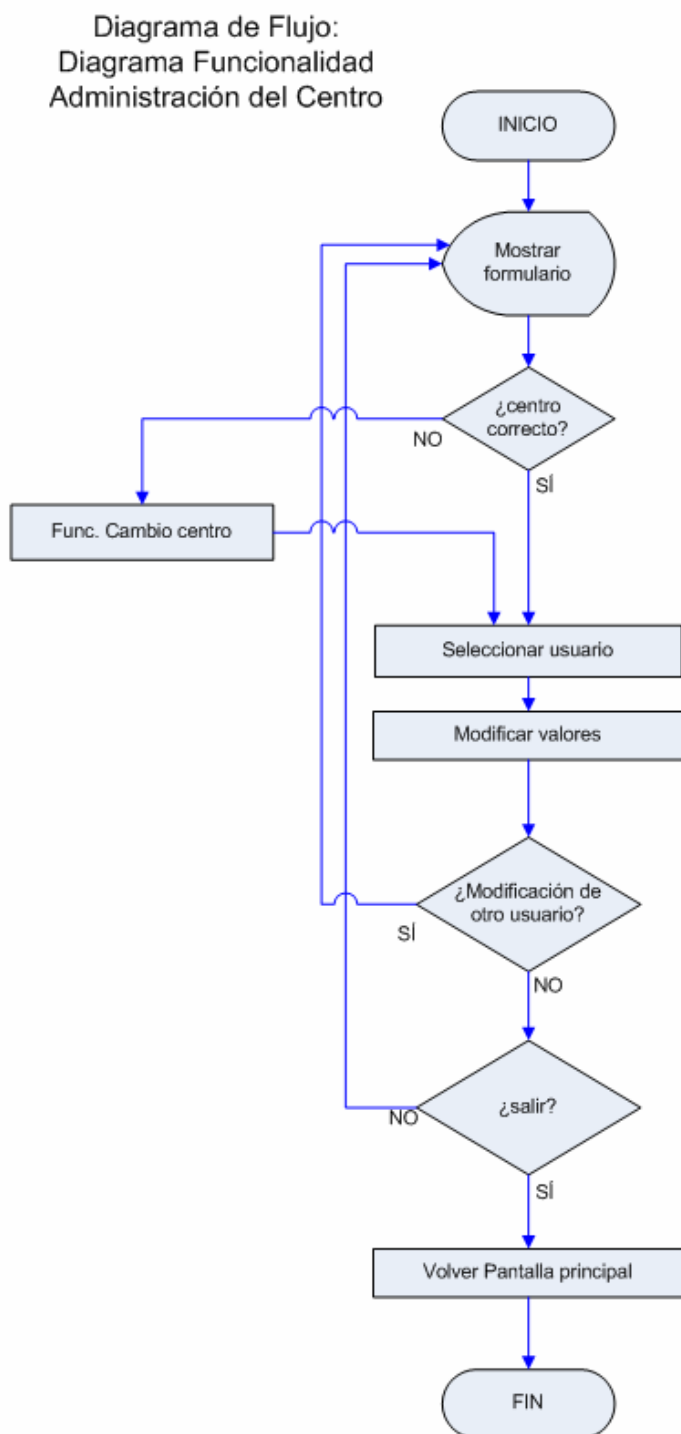 Diagrama de Flujo:
Diagrama Funcionalidad
Administración del Centro
INICIO
Mostrar
formulario
¿centro
correcto?
NO
SÍ
Func. Cambio centro
Seleccionar usuario
Modificar valores
¿Modificación de
otro usuario?
SÍ
NO
¿salir?
NO
SÍ
Volver Pantalla principal
FIN